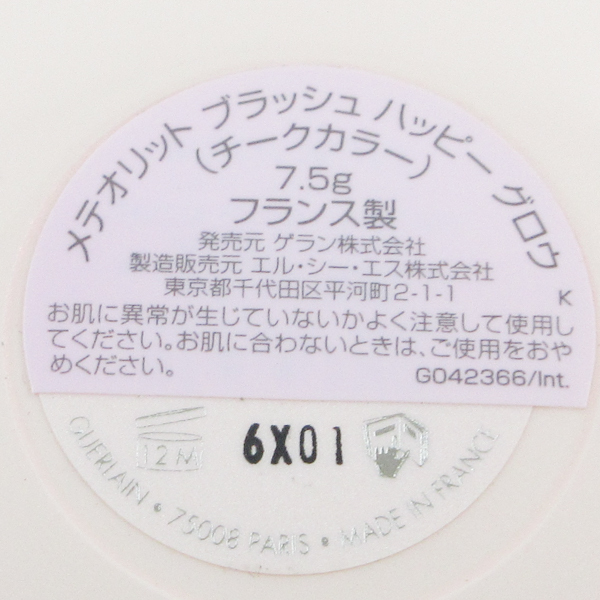 メテオリット ブラッシュ ハッピー グロウ
(チークカラー)
7.5g
フランス製
発売元 ゲラン株式会社
製造販売元 エル・シー・エス株式会社
東京都千代田区平河町2-1-1
K
お肌に異常が生じていないかよく注意して使用し
てください。お肌に合わないときは、ご使用をおや
めください。
G042366/Int.
12M
6X01
GUERLAIN • 75008 PARIS • MADE IN FRANCE